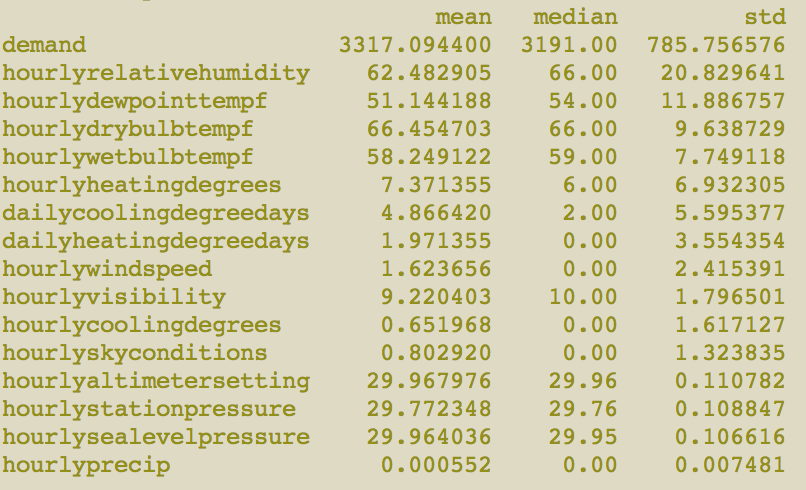 mean median std
demand 3317.094400 3191.00 785.756576
hourlyrelativehumidity 62.482905 66.00 20.829641
hourlydewpointtempf 51.144188 54.00 11.886757
hourlydrybulbtempf 66.454703 66.00 9.638729
hourlywetbulbtempf 58.249122 59.00 7.749118
hourlyheatingdegrees 7.371355 6.00 6.932305
dailycoolingdegreedays 4.866420 2.00 5.595377
dailyheatingdegreedays 1.971355 0.00 3.554354
hourlywindspeed 1.623656 0.00 2.415391
hourlyvisibility 9.220403 10.00 1.796501
hourlycoolingdegrees 0.651968 0.00 1.617127
hourlyskyconditions 0.802920 0.00 1.323835
hourlyaltimetersetting 29.967976 29.96 0.110782
hourlystationpressure 29.772348 29.76 0.108847
hourlysealevelpressure 29.964036 29.95 0.106616
hourlyprecip 0.000552 0.00 0.007481